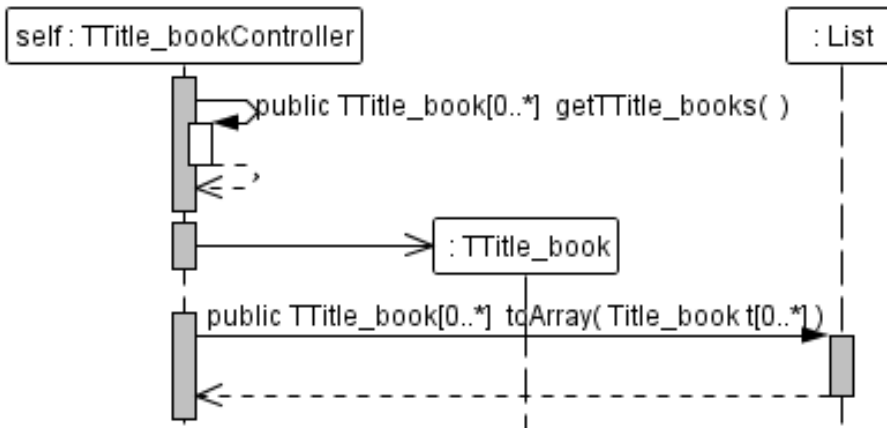 self : TTitle_bookController
: List
public TTitle_book[0..*] getTTitle_books( )
: TTitle_book
public TTitle_book[0..*] toArray( Title_book t[0..*] )